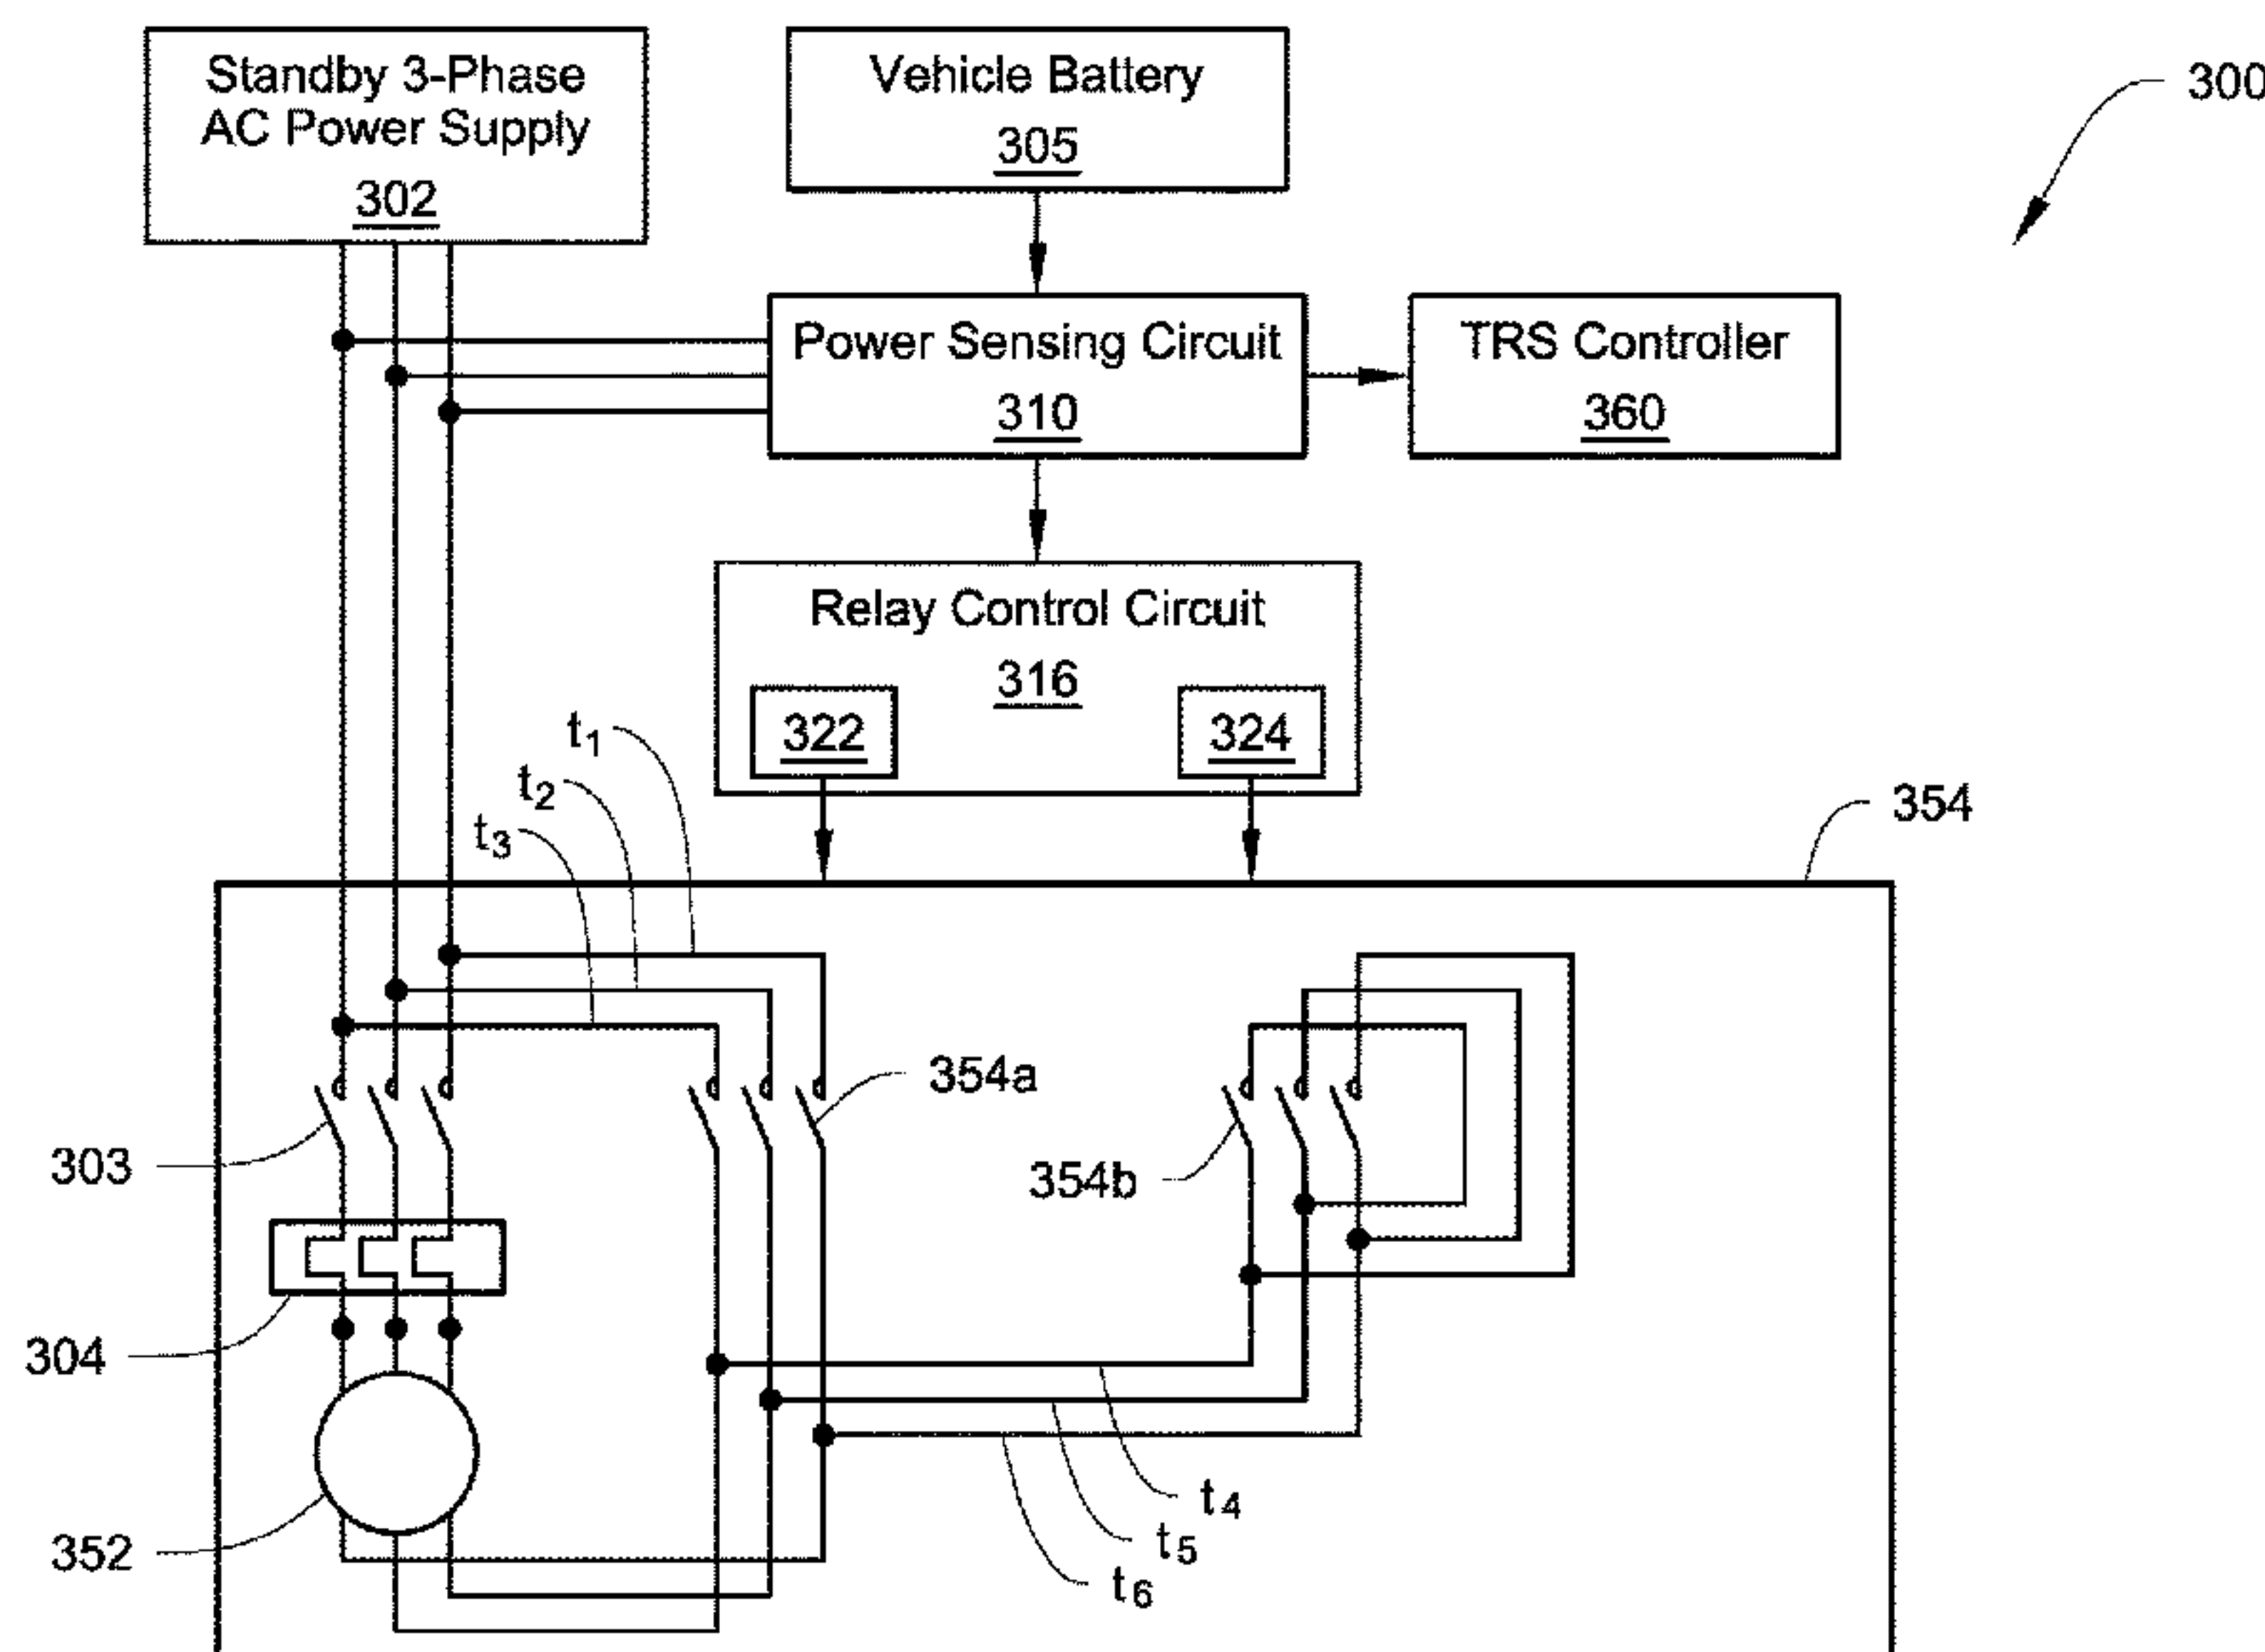 Standby 3-Phase
AC Power Supply
302
Vehicle Battery
305
300
Power Sensing Circuit
310
TRS Controller
360
Relay Control Circuit
316
322
324
t1
t2
t3
354
354a
354b
303
304
352
t4
t5
t6